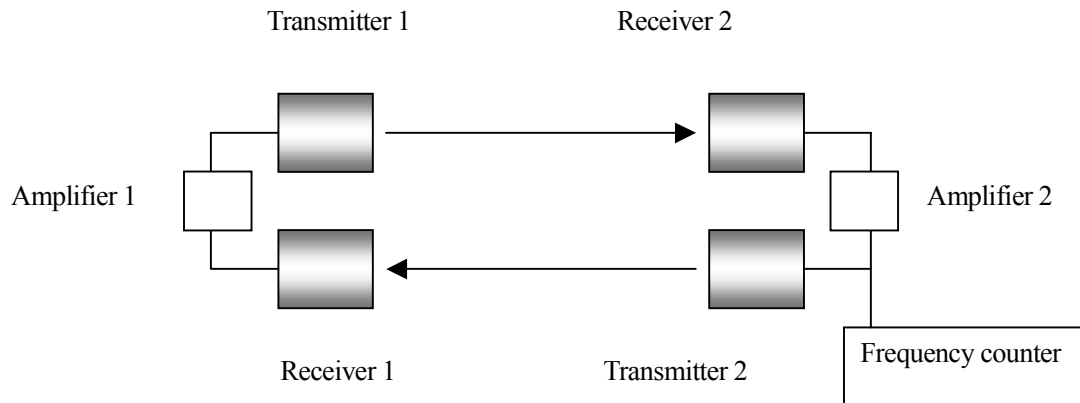 Transmitter 1
Receiver 2
Amplifier 1
Amplifier 2
Receiver 1
Transmitter 2
Frequency counter